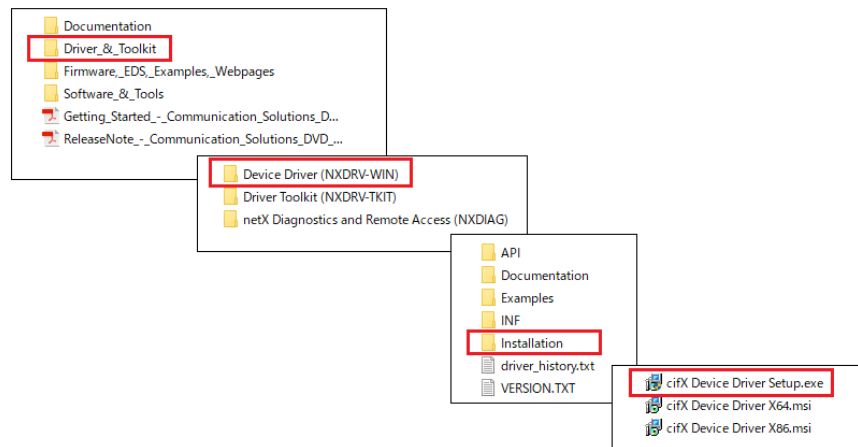 Documentation
Driver_&_Toolkit
Firmware,_EDS,_Examples,_Webpages
Software_&_Tools
Getting_Started_-_Communication_Solutions_D...
ReleaseNote_-_Communication_Solutions_DVD_...
Device Driver (NXDRV-WIN)
Driver Toolkit (NXDRV-TKIT)
netX Diagnostics and Remote Access (NXDIAG)
API
Documentation
Examples
INF
Installation
driver_history.txt
VERSION.TXT
cifX Device Driver Setup.exe
cifX Device Driver X64.msi
cifX Device Driver X86.msi